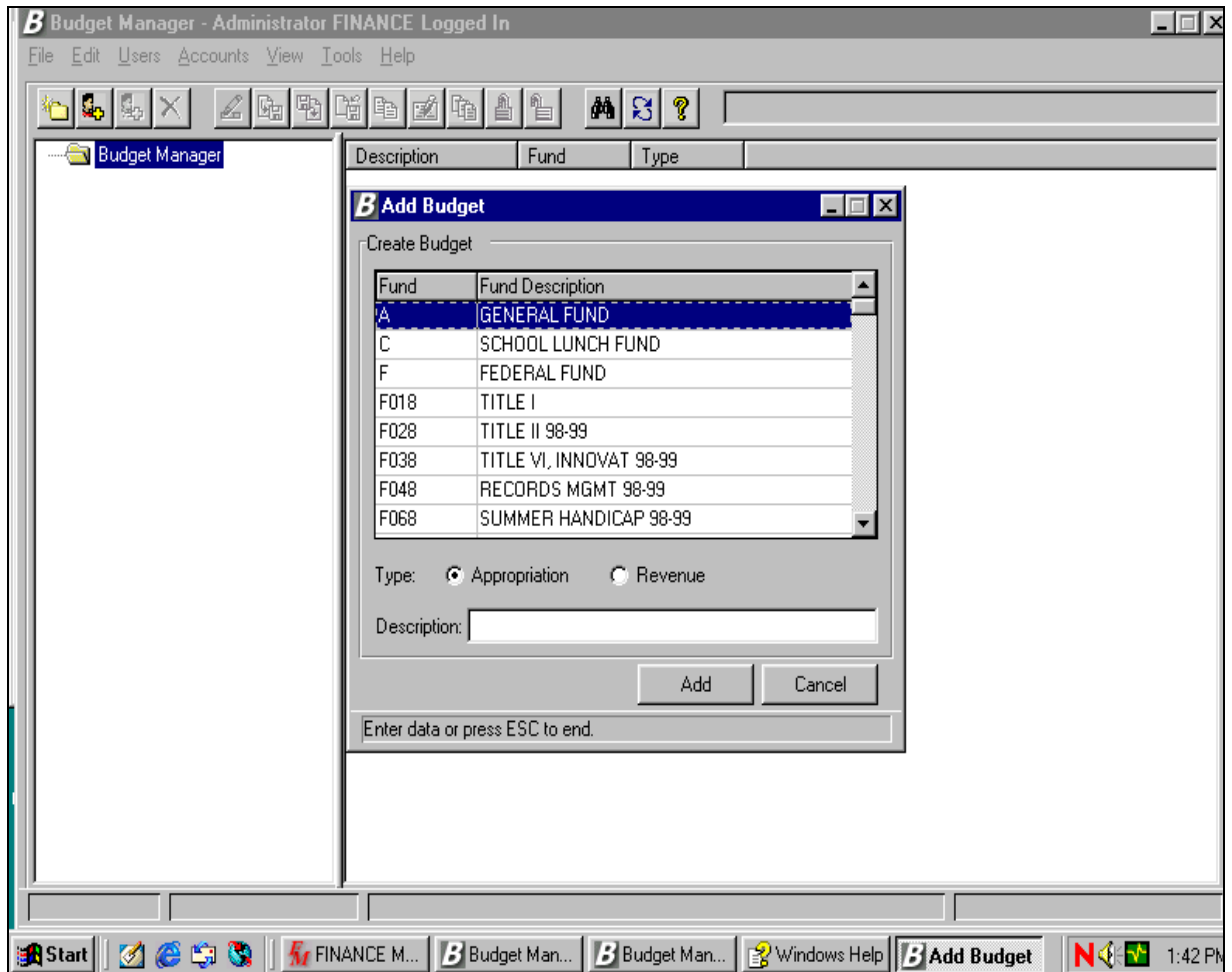 B Budget Manager - Administrator FINANCE Logged In
File Edit Users Accounts View Tools Help
Budget Manager
Description Fund Type
B Add Budget
Create Budget
Fund Fund Description
A GENERAL FUND
C SCHOOL LUNCH FUND
F FEDERAL FUND
F018 TITLE I
F028 TITLE II 98-99
F038 TITLE VI, INNOVAT 98-99
F048 RECORDS MGMT 98-99
F068 SUMMER HANDICAP 98-99
Type: Appropriation Revenue
Description:
Add Cancel
Enter data or press ESC to end.
Start FM FINANCE M... B Budget Man... B Budget Man... Windows Help B Add Budget N 1:42 PM